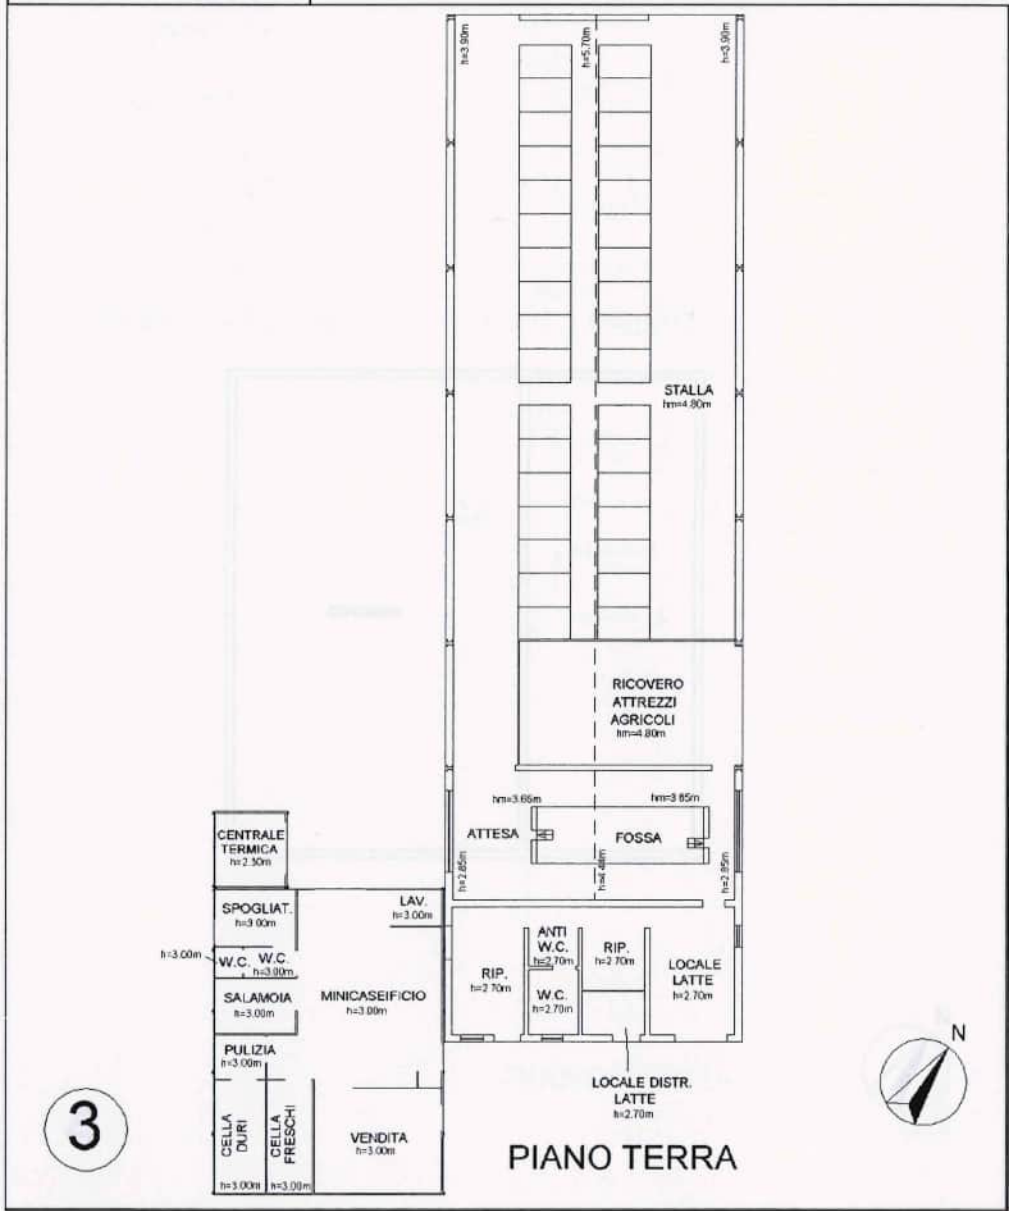 h=3.90m
h=5.70m
h=3.90m
STALLA
hm=4.80m
RICOVERO
ATTREZZI
AGRICOLI
hm=4.80m
hm=3.65m
hm=3.65m
ATTESA
FOSSA
h=2.85m
h=4.44m
h=2.85m
CENTRALE
TERMICA
h=2.50m
SPOGLIAT.
h=3.00m
LAV.
h=3.00m
h=3.00m
W.C.
W.C.
h=3.00m
SALAMOIA
h=3.00m
MINICASEIFICIO
h=3.00m
PULIZIA
h=3.00m
CELLA
DURI
h=3.00m
CELLA
FRESCHI
h=3.00m
VENDITA
h=3.00m
RIP.
h=2.70m
ANTI
W.C.
h=2.70m
W.C.
h=2.70m
RIP.
h=2.70m
LOCALE
LATTE
h=2.70m
LOCALE DISTR.
LATTE
h=2.70m
N
3
PIANO TERRA